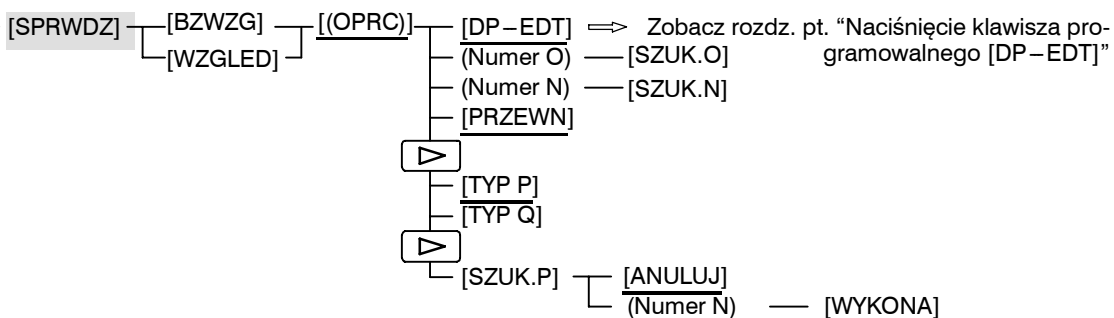 [SPRWDZ] [BZWZG] [(OPRC)] [DP–EDT] ⇒ Zobacz rozdz. pt. “Naciśnięcie klawisza pro-
[WZGLED] gramowalnego [DP–EDT]”
(Numer O) [SZUK.O]
(Numer N) [SZUK.N]
[PRZEWN]
[TYP P]
[TYP Q]
[SZUK.P] [ANULUJ]
(Numer N) [WYKONA]